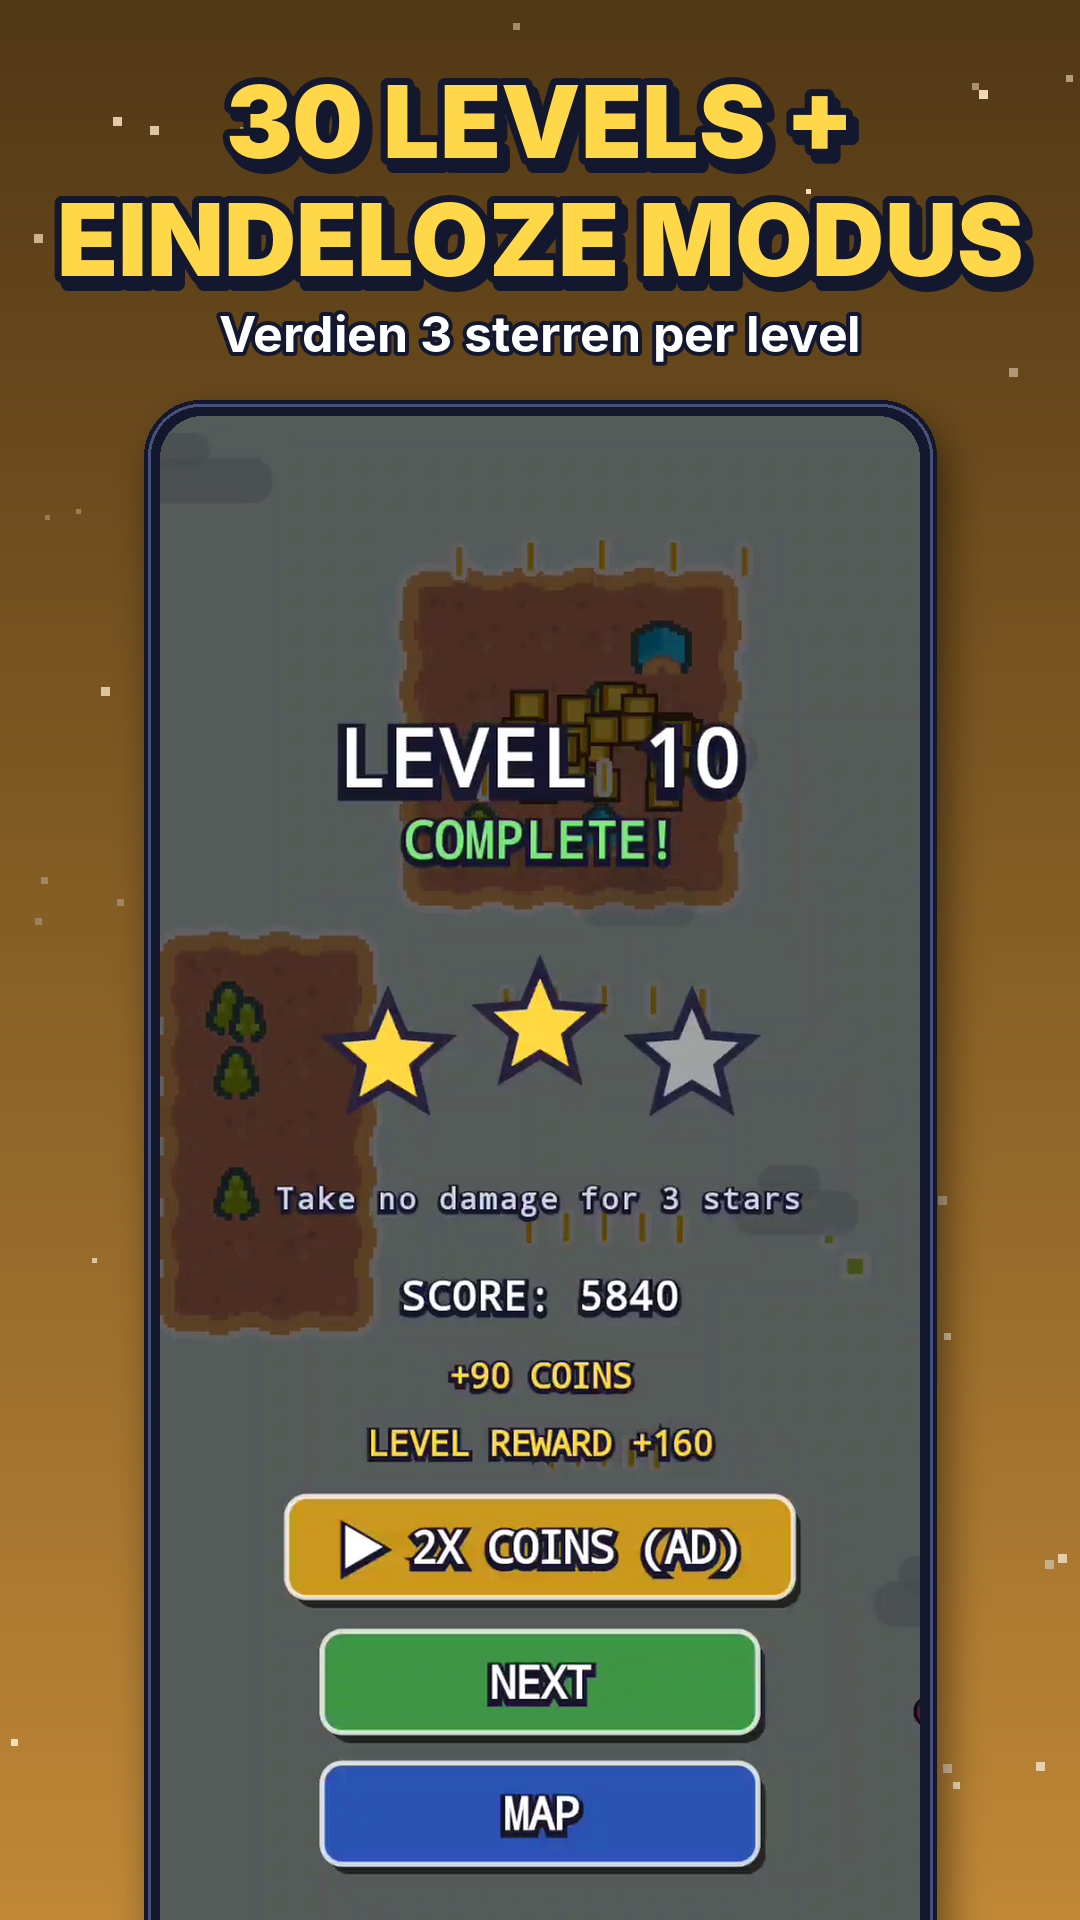 30 LEVELS +
EINDELOZE MODUS
Verdien 3 sterren per level
LEVEL 10
COMPLETE!
Take no damage for 3 stars
SCORE: 5840
+90 COINS
LEVEL REWARD +160
2X COINS (AD)
NEXT
MAP